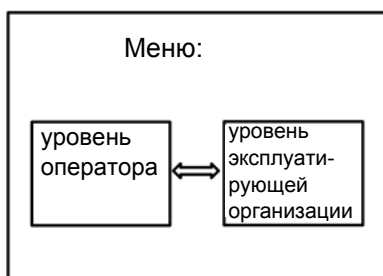 Меню:
уровень
оператора
уровень
эксплуати-
рующей
организации